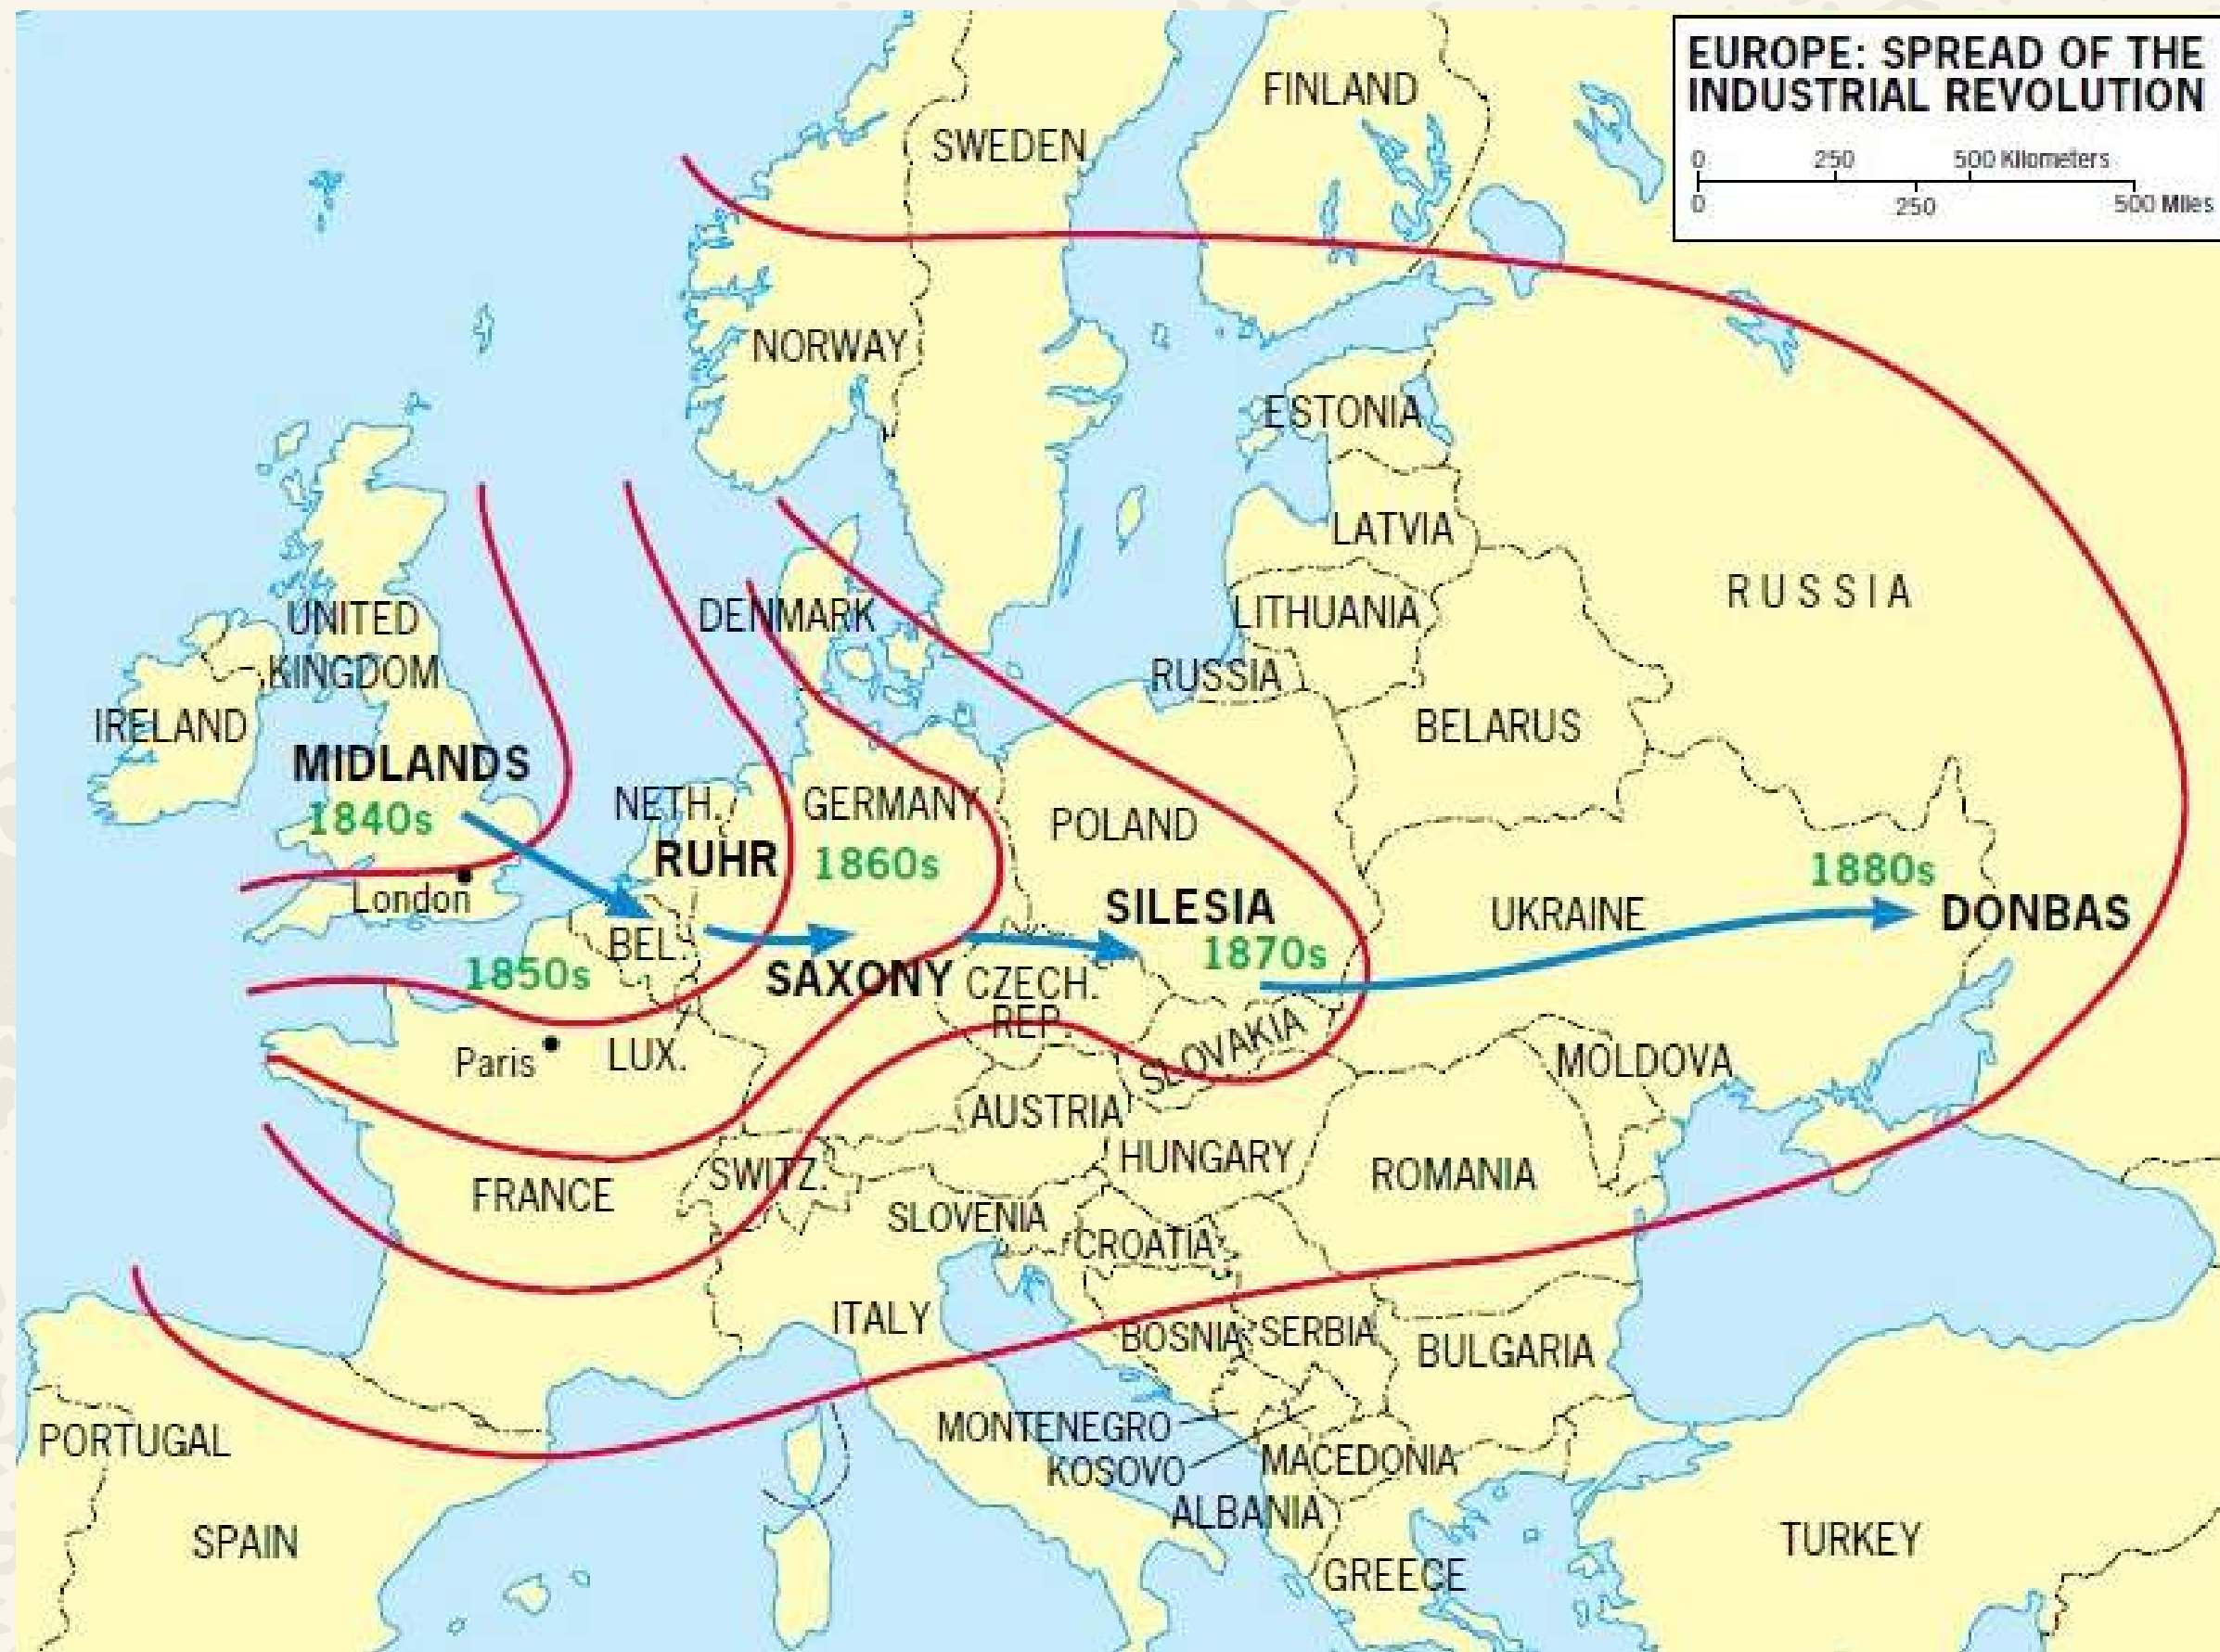 EUROPE: SPREAD OF THE
INDUSTRIAL REVOLUTION
0 250 500 Kilometers
0 250 500 Miles
FINLAND
SWEDEN
NORWAY
ESTONIA
LATVIA
RUSSIA
UNITED
KINGDOM
DENMARK
LITHUANIA
RUSSIA
IRELAND
BELARUS
MIDLANDS
1840s
NETH.
GERMANY
POLAND
RUHR
1860s
1880s
London
SILESIA
UKRAINE
DONBAS
BEL.
1870s
1850s
SAXONY
CZECH.
REP.
SLOVAKIA
Paris
LUX.
MOLDOVA
AUSTRIA
HUNGARY
SWITZ.
FRANCE
ROMANIA
SLOVENIA
CROATIA
ITALY
BOSNIA
SERBIA
BULGARIA
PORTUGAL
MONTENEGRO
KOSOVO
MACEDONIA
ALBANIA
SPAIN
TURKEY
GREECE